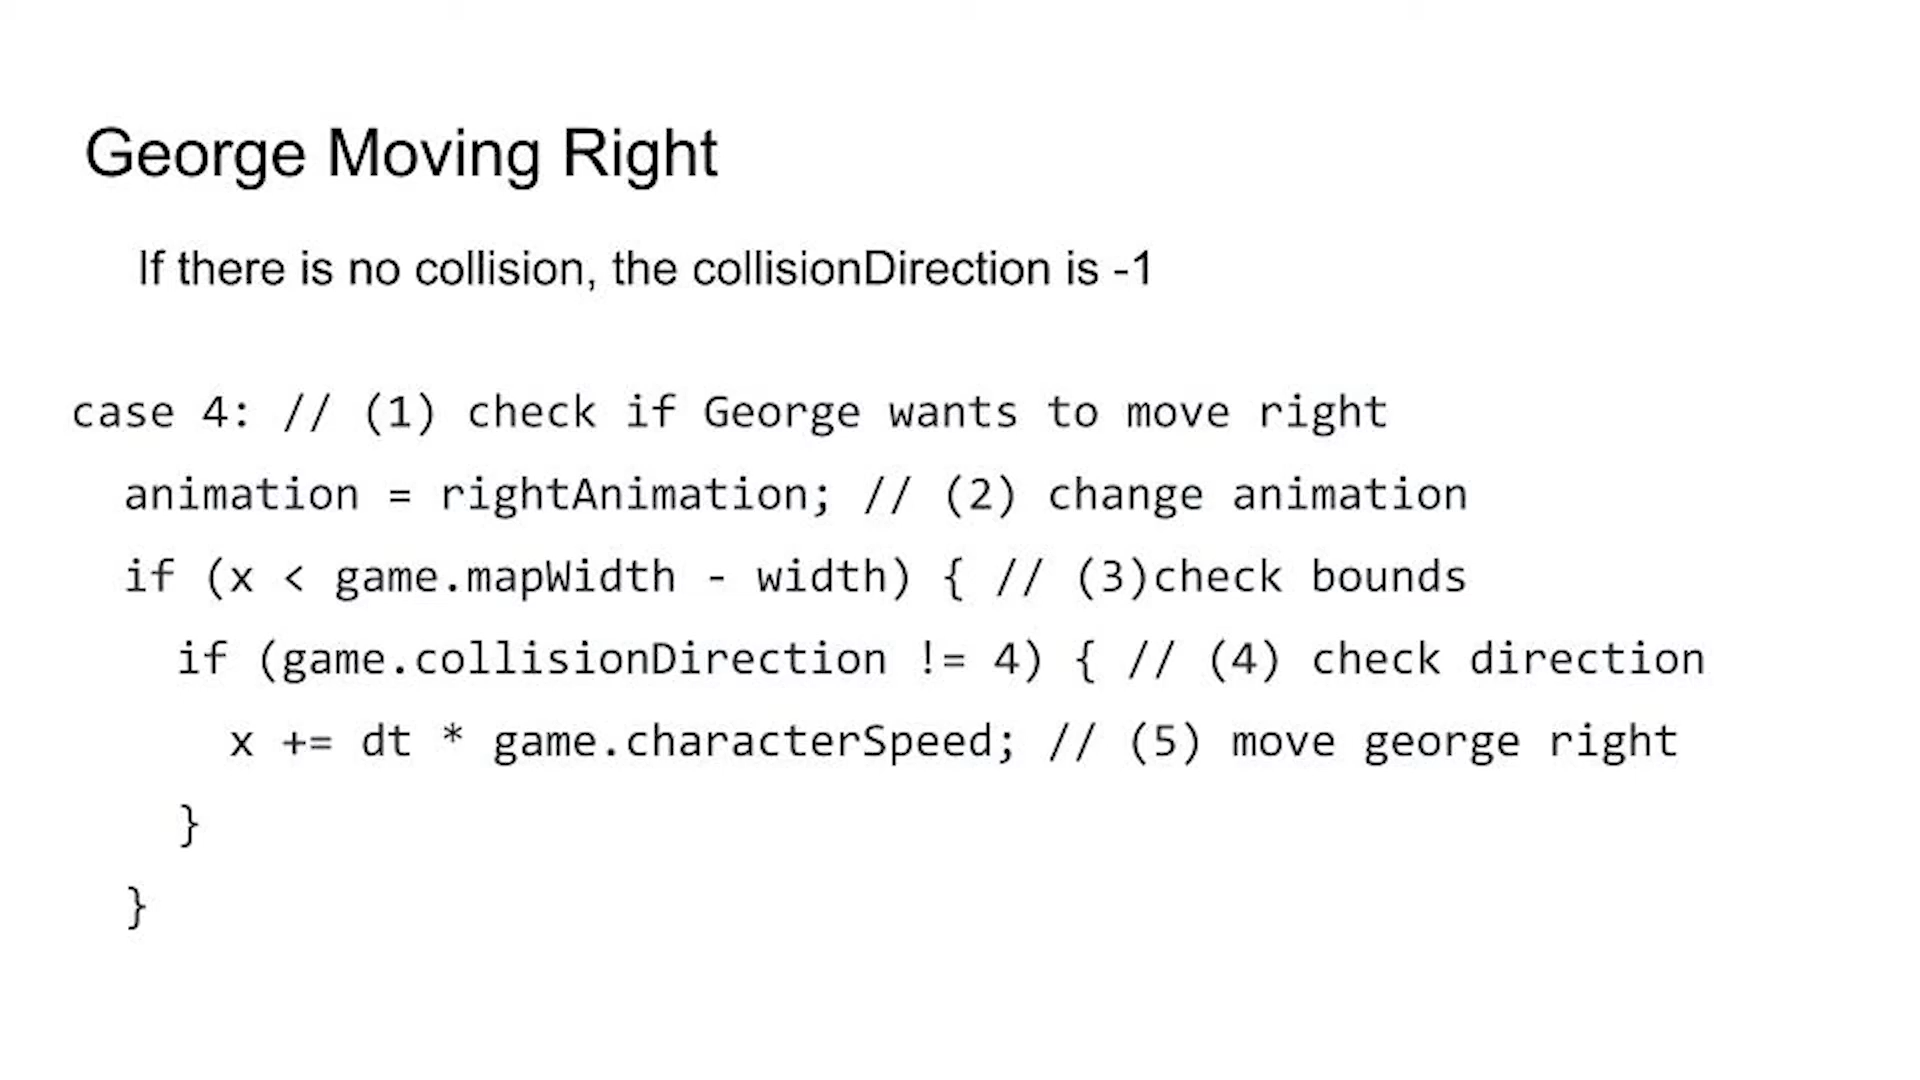 George Moving Right
If there is no collision, the collisionDirection is -1
case 4: // (1) check if George wants to move right
animation = rightAnimation; // (2) change animation
if (x < game.mapWidth - width) { // (3)check bounds
if (game.collisionDirection != 4) { // (4) check direction
x += dt * game.characterSpeed; // (5) move george right
}
}